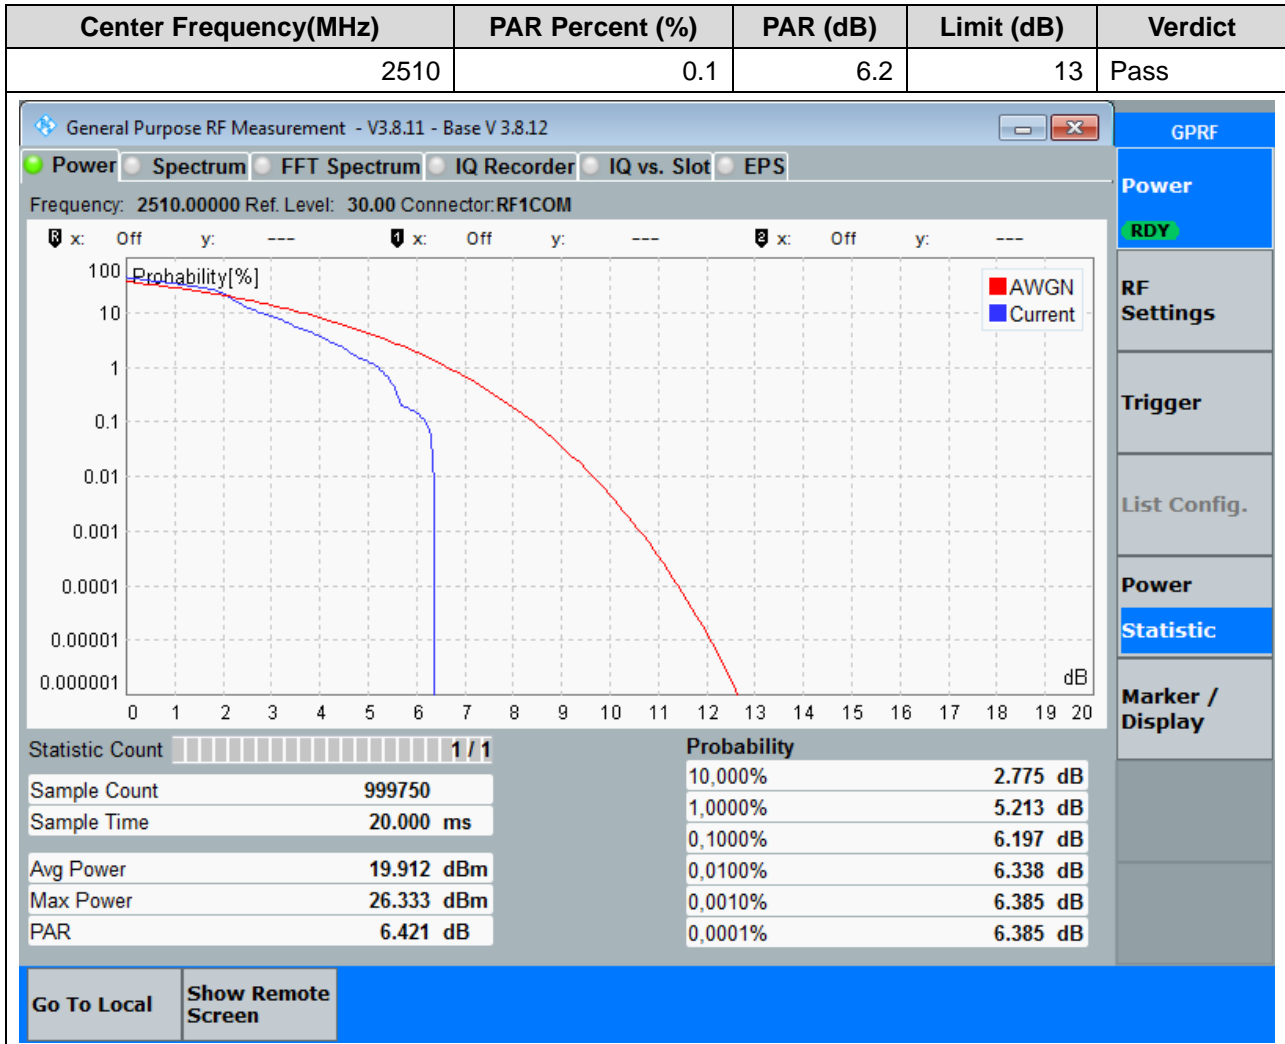 Center Frequency(MHz) PAR Percent (%) PAR (dB) Limit (dB) Verdict
2510 0.1 6.2 13 Pass
General Purpose RF Measurement - V3.8.11 - Base V 3.8.12
GPRF
Power Spectrum FFT Spectrum IQ Recorder IQ vs. Slot EPS
Power
RDY
Frequency: 2510.00000 Ref. Level: 30.00 Connector: RF1COM
R x: Off y: --- 1 x: Off y: --- 2 x: Off y: ---
Probability[%]
AWGN
Current
100
10
1
0.1
0.01
0.001
0.0001
0.00001
0.000001
dB
0 1 2 3 4 5 6 7 8 9 10 11 12 13 14 15 16 17 18 19 20
RF
Settings
Trigger
List Config.
Power
Statistic
Marker /
Display
Statistic Count 1 / 1
Sample Count 999750
Sample Time 20.000 ms
Avg Power 19.912 dBm
Max Power 26.333 dBm
PAR 6.421 dB
Probability
10,000% 2.775 dB
1,0000% 5.213 dB
0,1000% 6.197 dB
0,0100% 6.338 dB
0,0010% 6.385 dB
0,0001% 6.385 dB
Go To Local
Show Remote
Screen